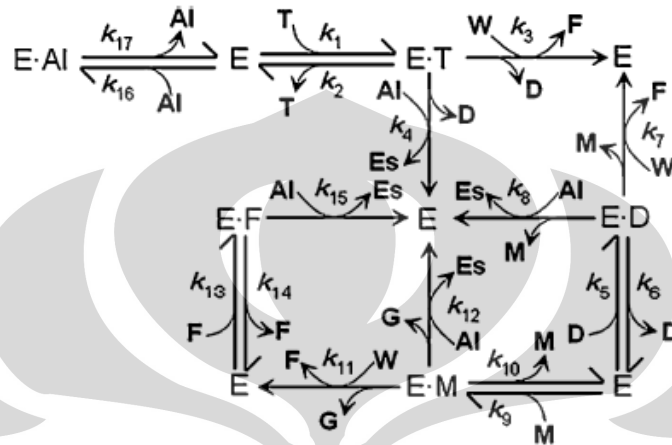 Al T W F
k17 k1 k3
E·Al E E·T E
k16 Al T k2 Al D D F
k4 k7
Es M W
Al k15 Es Es k8 Al
E·F E E·D
M
k13 k14 Es k5 k6
k12
F F G Al D D
F k11 W k10 M
E E·M E
G k9
M